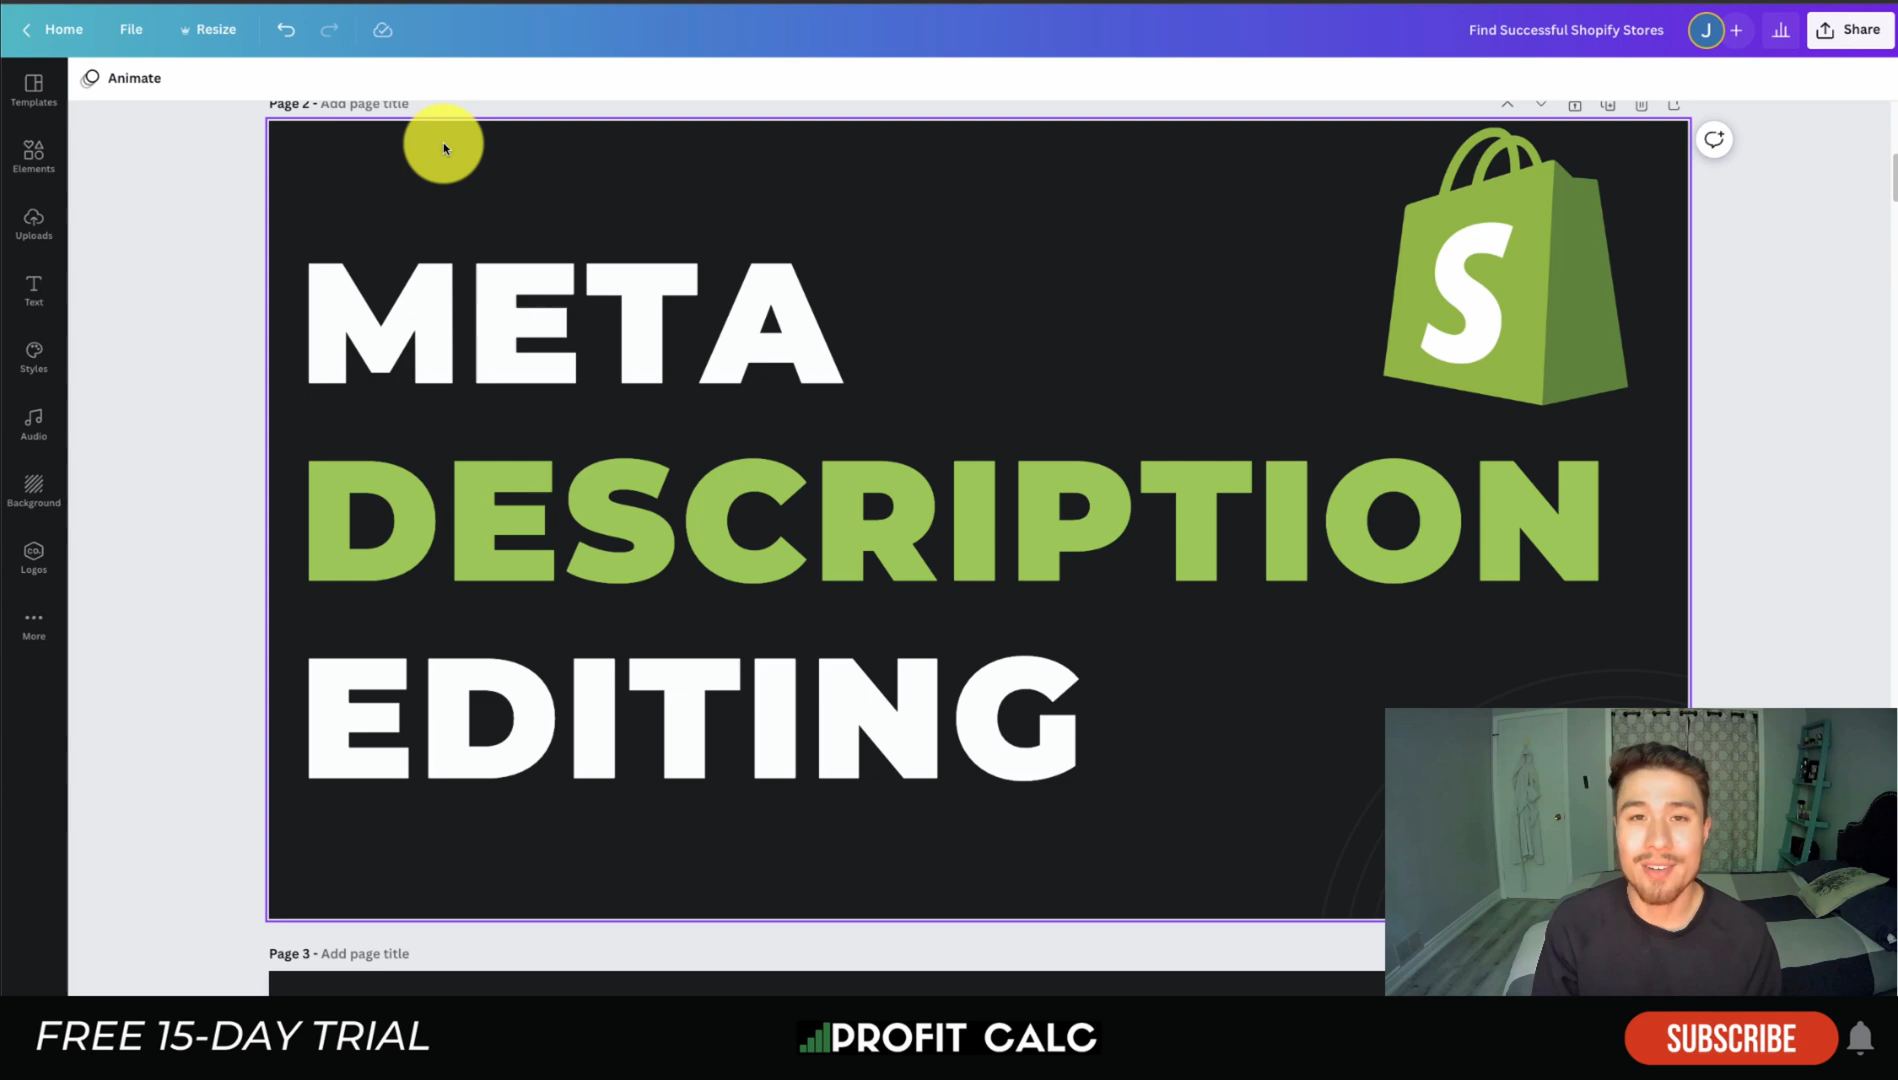 Home File Resize Find Successful Shopify Stores J Share
Templates
Animate
Page 2 - Add page title
Elements
Uploads
Text
Styles
Audio
Background
Logos
CO.
More
S
META
DESCRIPTION
EDITING
Page 3 - Add page title
FREE 15-DAY TRIAL
PROFIT CALC
SUBSCRIBE